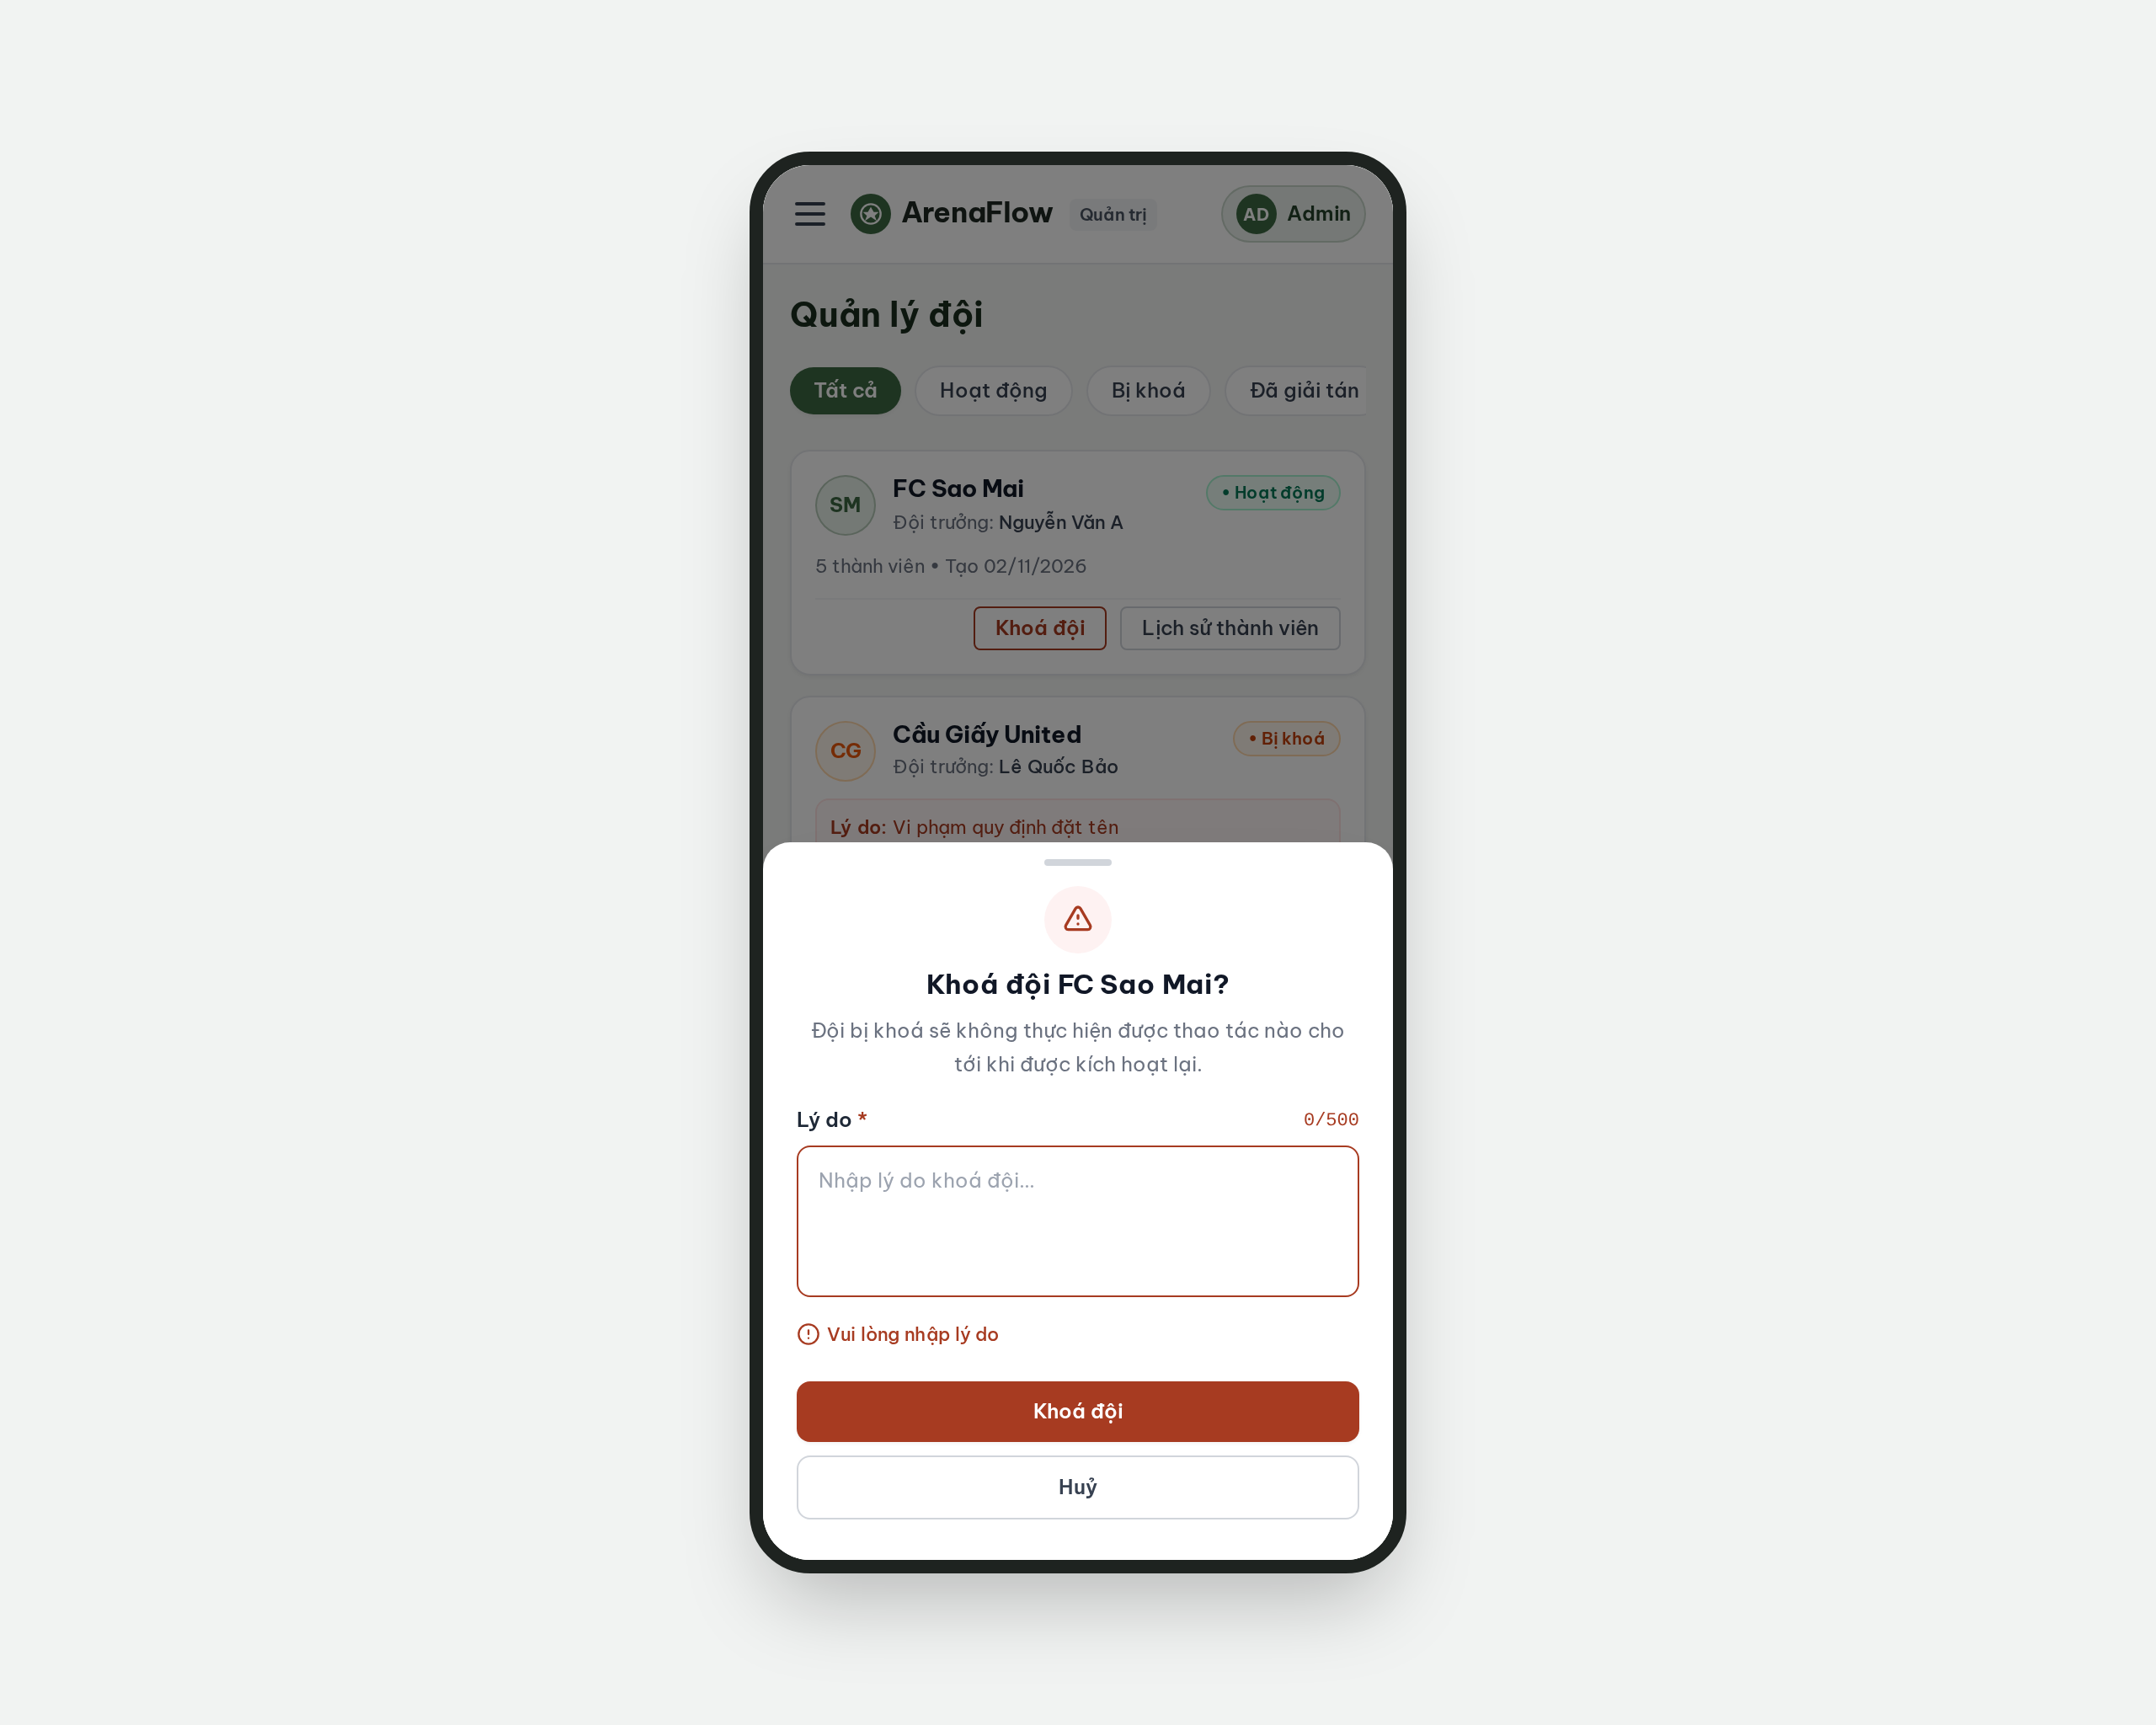 ArenaFlow Quản trị AD Admin
Quản lý đội
Tất cả Hoạt động Bị khoá Đã giải tán
SM FC Sao Mai • Hoạt động
Đội trưởng: Nguyễn Văn A
5 thành viên • Tạo 02/11/2026
Khoá đội Lịch sử thành viên
CG Cầu Giấy United • Bị khoá
Đội trưởng: Lê Quốc Bảo
Lý do: Vi phạm quy định đặt tên
Khoá đội FC Sao Mai?
Đội bị khoá sẽ không thực hiện được thao tác nào cho
tới khi được kích hoạt lại.
Lý do * 0/500
Nhập lý do khoá đội...
Vui lòng nhập lý do
Khoá đội
Huỷ